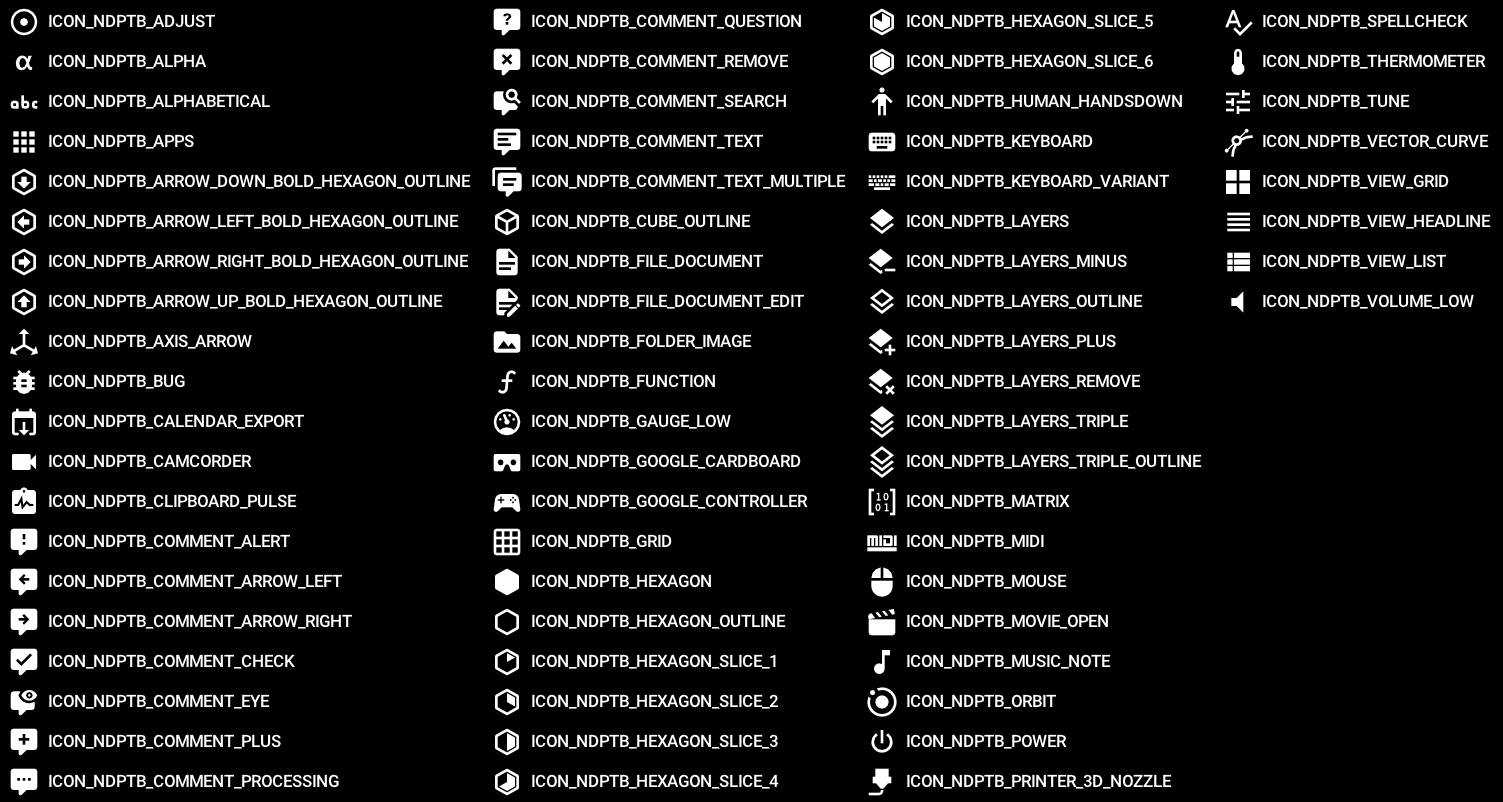 ICON_NDPTB_ADJUST
ICON_NDPTB_ALPHA
ICON_NDPTB_ALPHABETICAL
ICON_NDPTB_APPS
ICON_NDPTB_ARROW_DOWN_BOLD_HEXAGON_OUTLINE
ICON_NDPTB_ARROW_LEFT_BOLD_HEXAGON_OUTLINE
ICON_NDPTB_ARROW_RIGHT_BOLD_HEXAGON_OUTLINE
ICON_NDPTB_ARROW_UP_BOLD_HEXAGON_OUTLINE
ICON_NDPTB_AXIS_ARROW
ICON_NDPTB_BUG
ICON_NDPTB_CALENDAR_EXPORT
ICON_NDPTB_CAMCORDER
ICON_NDPTB_CLIPBOARD_PULSE
ICON_NDPTB_COMMENT_ALERT
ICON_NDPTB_COMMENT_ARROW_LEFT
ICON_NDPTB_COMMENT_ARROW_RIGHT
ICON_NDPTB_COMMENT_CHECK
ICON_NDPTB_COMMENT_EYE
ICON_NDPTB_COMMENT_PLUS
ICON_NDPTB_COMMENT_PROCESSING
ICON_NDPTB_COMMENT_QUESTION
ICON_NDPTB_COMMENT_REMOVE
ICON_NDPTB_COMMENT_SEARCH
ICON_NDPTB_COMMENT_TEXT
ICON_NDPTB_COMMENT_TEXT_MULTIPLE
ICON_NDPTB_CUBE_OUTLINE
ICON_NDPTB_FILE_DOCUMENT
ICON_NDPTB_FILE_DOCUMENT_EDIT
ICON_NDPTB_FOLDER_IMAGE
ICON_NDPTB_FUNCTION
ICON_NDPTB_GAUGE_LOW
ICON_NDPTB_GOOGLE_CARDBOARD
ICON_NDPTB_GOOGLE_CONTROLLER
ICON_NDPTB_GRID
ICON_NDPTB_HEXAGON
ICON_NDPTB_HEXAGON_OUTLINE
ICON_NDPTB_HEXAGON_SLICE_1
ICON_NDPTB_HEXAGON_SLICE_2
ICON_NDPTB_HEXAGON_SLICE_3
ICON_NDPTB_HEXAGON_SLICE_4
ICON_NDPTB_HEXAGON_SLICE_5
ICON_NDPTB_HEXAGON_SLICE_6
ICON_NDPTB_HUMAN_HANDSDOWN
ICON_NDPTB_KEYBOARD
ICON_NDPTB_KEYBOARD_VARIANT
ICON_NDPTB_LAYERS
ICON_NDPTB_LAYERS_MINUS
ICON_NDPTB_LAYERS_OUTLINE
ICON_NDPTB_LAYERS_PLUS
ICON_NDPTB_LAYERS_REMOVE
ICON_NDPTB_LAYERS_TRIPLE
ICON_NDPTB_LAYERS_TRIPLE_OUTLINE
ICON_NDPTB_MATRIX
ICON_NDPTB_MIDI
ICON_NDPTB_MOUSE
ICON_NDPTB_MOVIE_OPEN
ICON_NDPTB_MUSIC_NOTE
ICON_NDPTB_ORBIT
ICON_NDPTB_POWER
ICON_NDPTB_PRINTER_3D_NOZZLE
ICON_NDPTB_SPELLCHECK
ICON_NDPTB_THERMOMETER
ICON_NDPTB_TUNE
ICON_NDPTB_VECTOR_CURVE
ICON_NDPTB_VIEW_GRID
ICON_NDPTB_VIEW_HEADLINE
ICON_NDPTB_VIEW_LIST
ICON_NDPTB_VOLUME_LOW